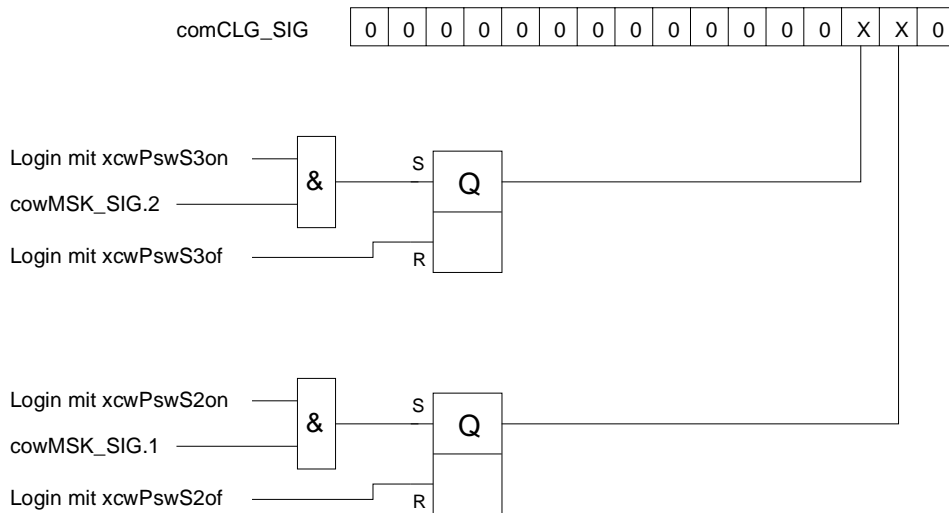 comCLG_SIG 0 0 0 0 0 0 0 0 0 0 0 0 0 X X 0
Login mit xcwPswS3on
S
& Q
cowMSK_SIG.2
Login mit xcwPswS3of
R
Login mit xcwPswS2on
S
& Q
cowMSK_SIG.1
Login mit xcwPswS2of
R